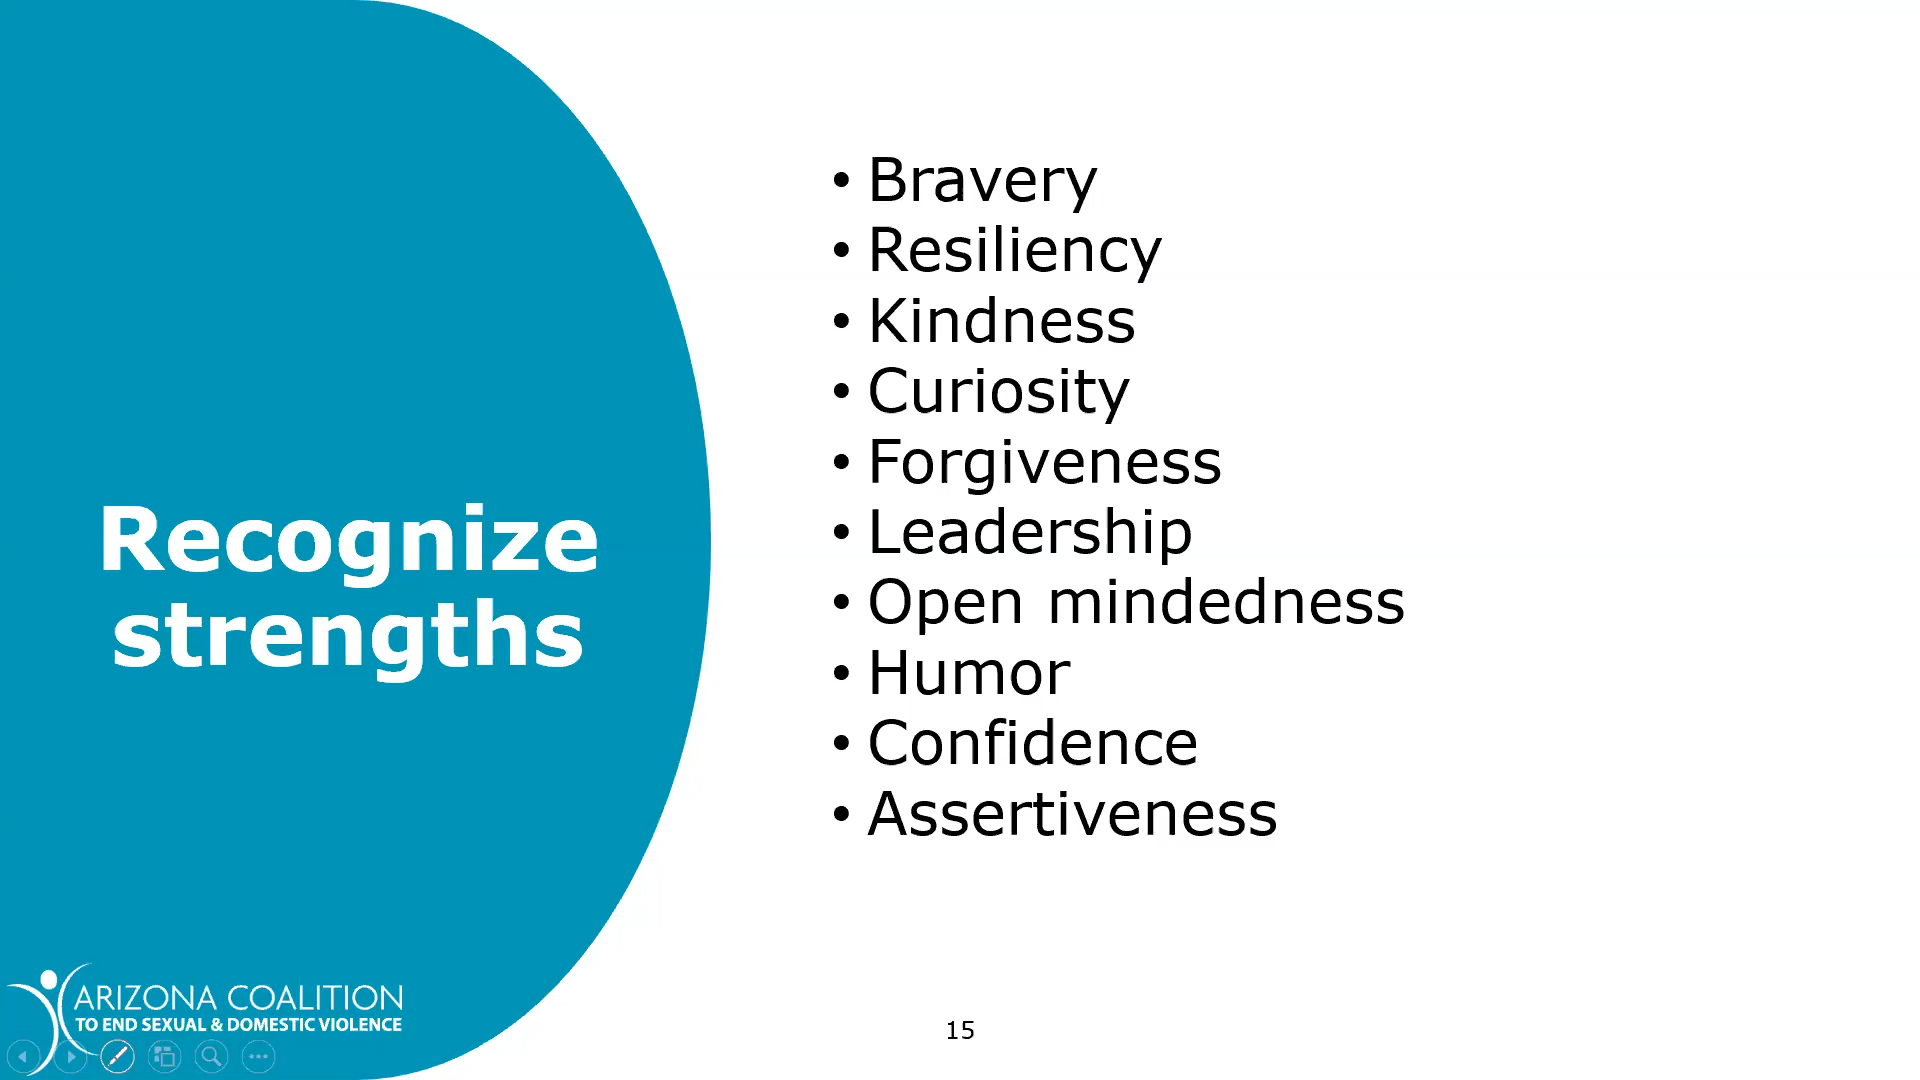 Recognize
strengths
• Bravery
• Resiliency
• Kindness
• Curiosity
• Forgiveness
• Leadership
• Open mindedness
• Humor
• Confidence
• Assertiveness
ARIZONA COALITION
TO END SEXUAL & DOMESTIC VIOLENCE
15